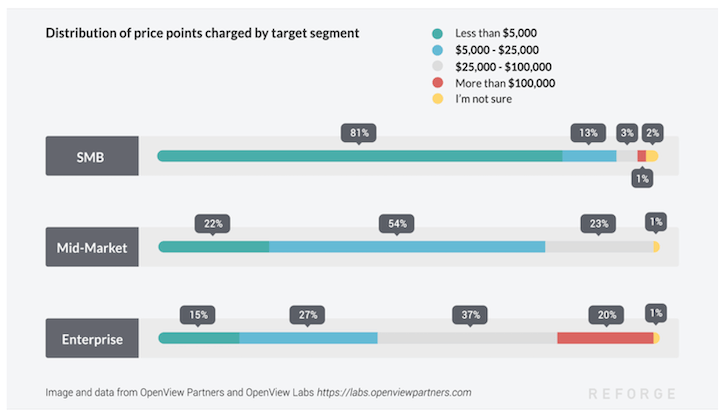 Distribution of price points charged by target segment
Less than $5,000
$5,000 - $25,000
$25,000 - $100,000
More than $100,000
I'm not sure
81%
13%
3%
2%
SMB
1%
22%
54%
23%
1%
Mid-Market
15%
27%
37%
20%
1%
Enterprise
Image and data from OpenView Partners and OpenView Labs https://labs.openviewpartners.com
REFORGE